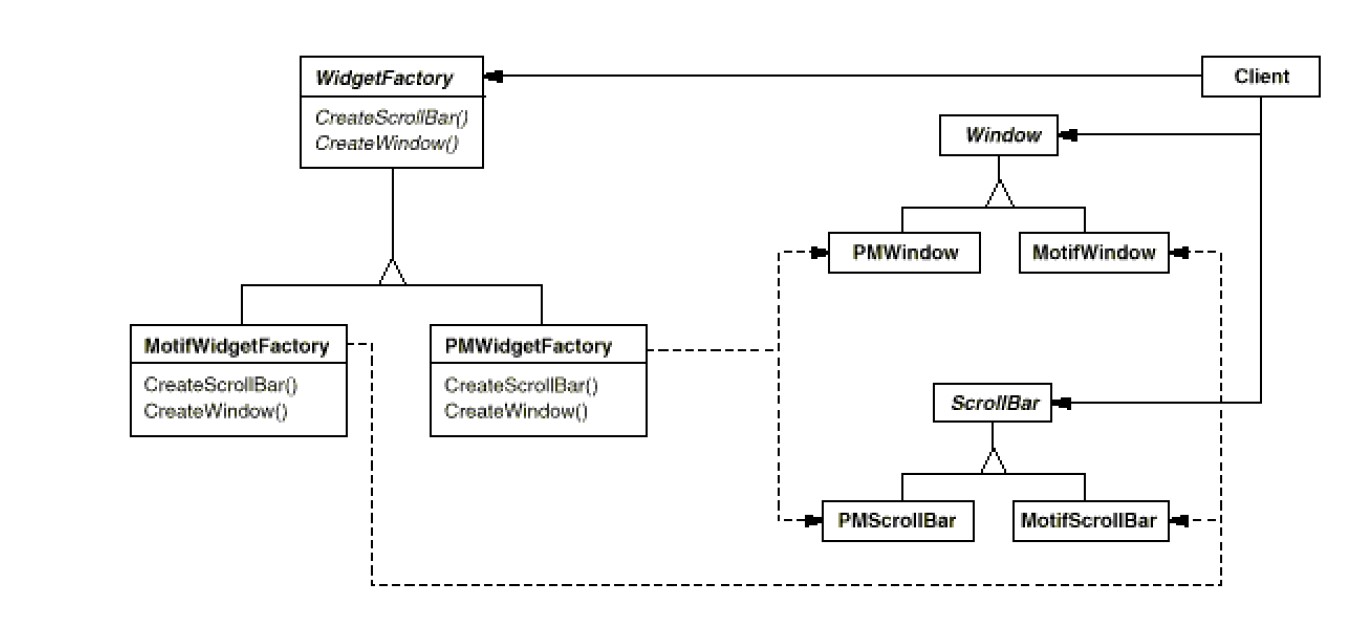 WidgetFactory
CreateScrollBar()
CreateWindow()
Client
Window
PMWindow
MotifWindow
MotifWidgetFactory
CreateScrollBar()
CreateWindow()
PMWidgetFactory
CreateScrollBar()
CreateWindow()
ScrollBar
PMScrollBar
MotifScrollBar